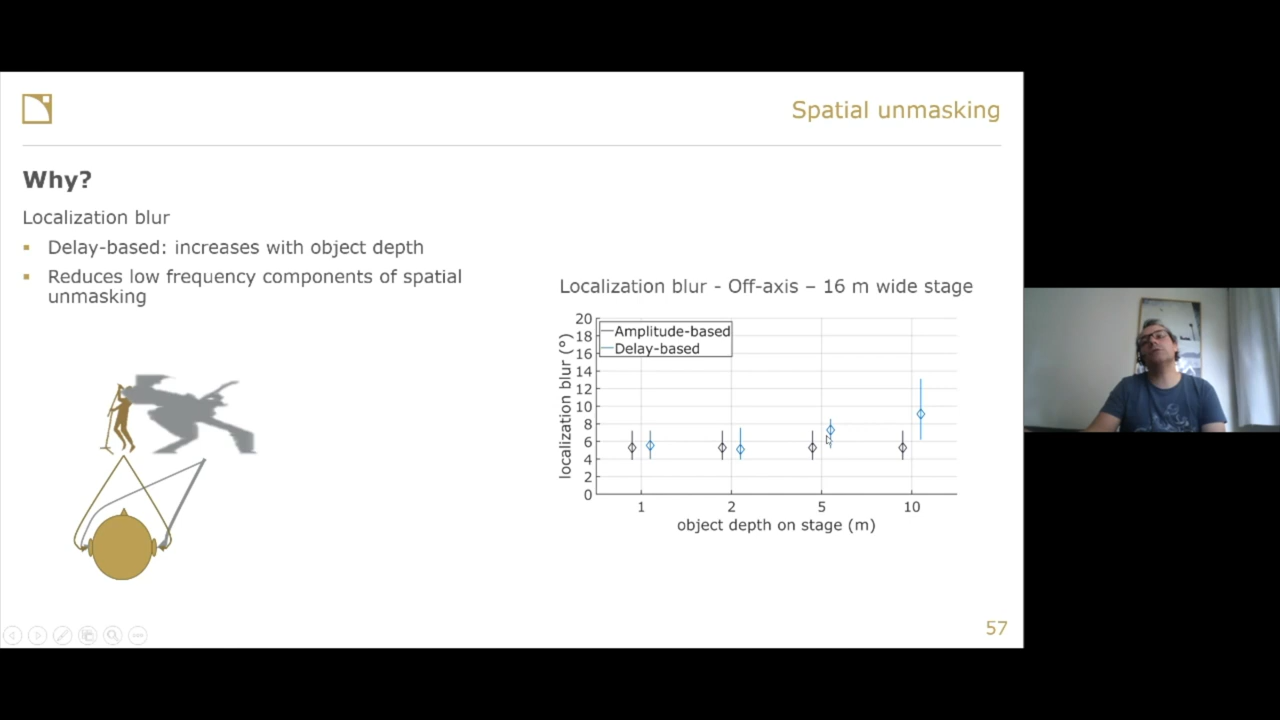 Spatial unmasking
Why?
Localization blur
▪ Delay-based: increases with object depth
▪ Reduces low frequency components of spatial
unmasking
Localization blur - Off-axis – 16 m wide stage
localization blur (°)
20
18
16
14
12
10
8
6
4
2
0
Amplitude-based
Delay-based
1 2 5 10
object depth on stage (m)
57